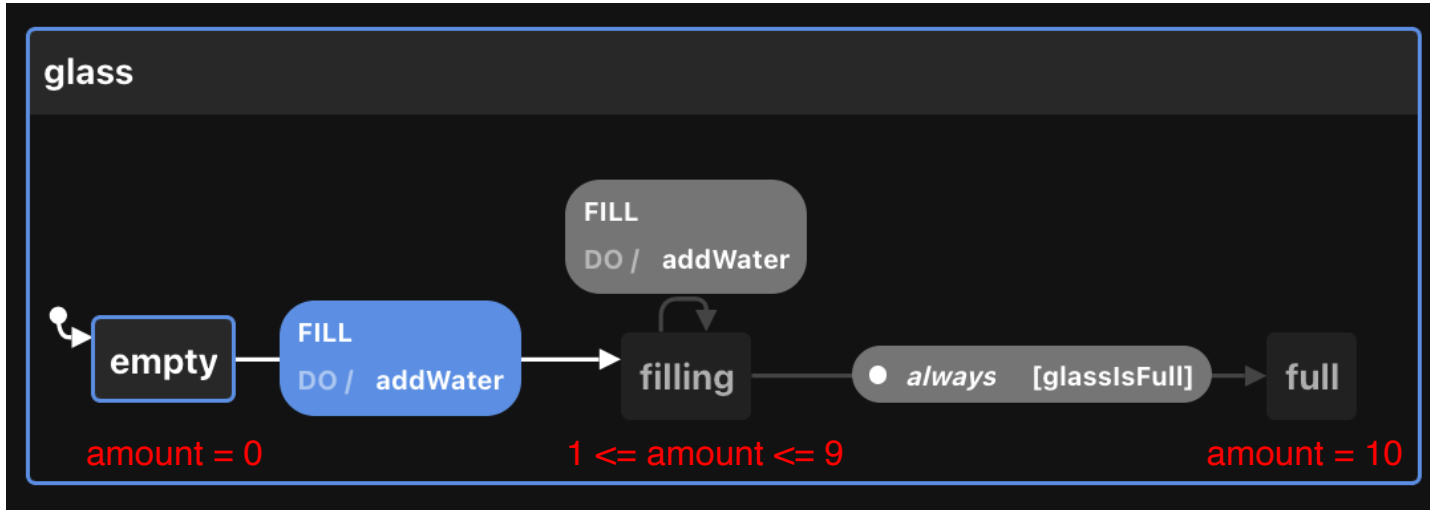 glass
FILL
DO / addWater
FILL
DO / addWater
empty
filling
always [glassIsFull]
full
amount = 0
1 <= amount <= 9
amount = 10